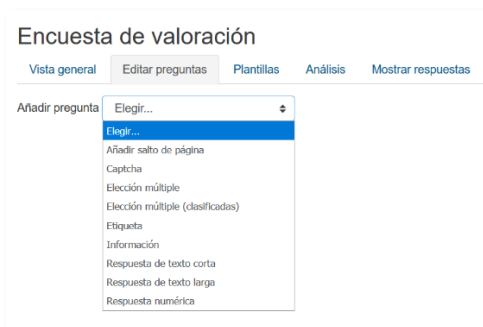 Encuesta de valoración
Vista general Editar preguntas Plantillas Análisis Mostrar respuestas
Añadir pregunta Elegir...
Elegir...
Añadir salto de página
Captcha
Elección múltiple
Elección múltiple (clasificadas)
Etiqueta
Información
Respuesta de texto corta
Respuesta de texto larga
Respuesta numérica